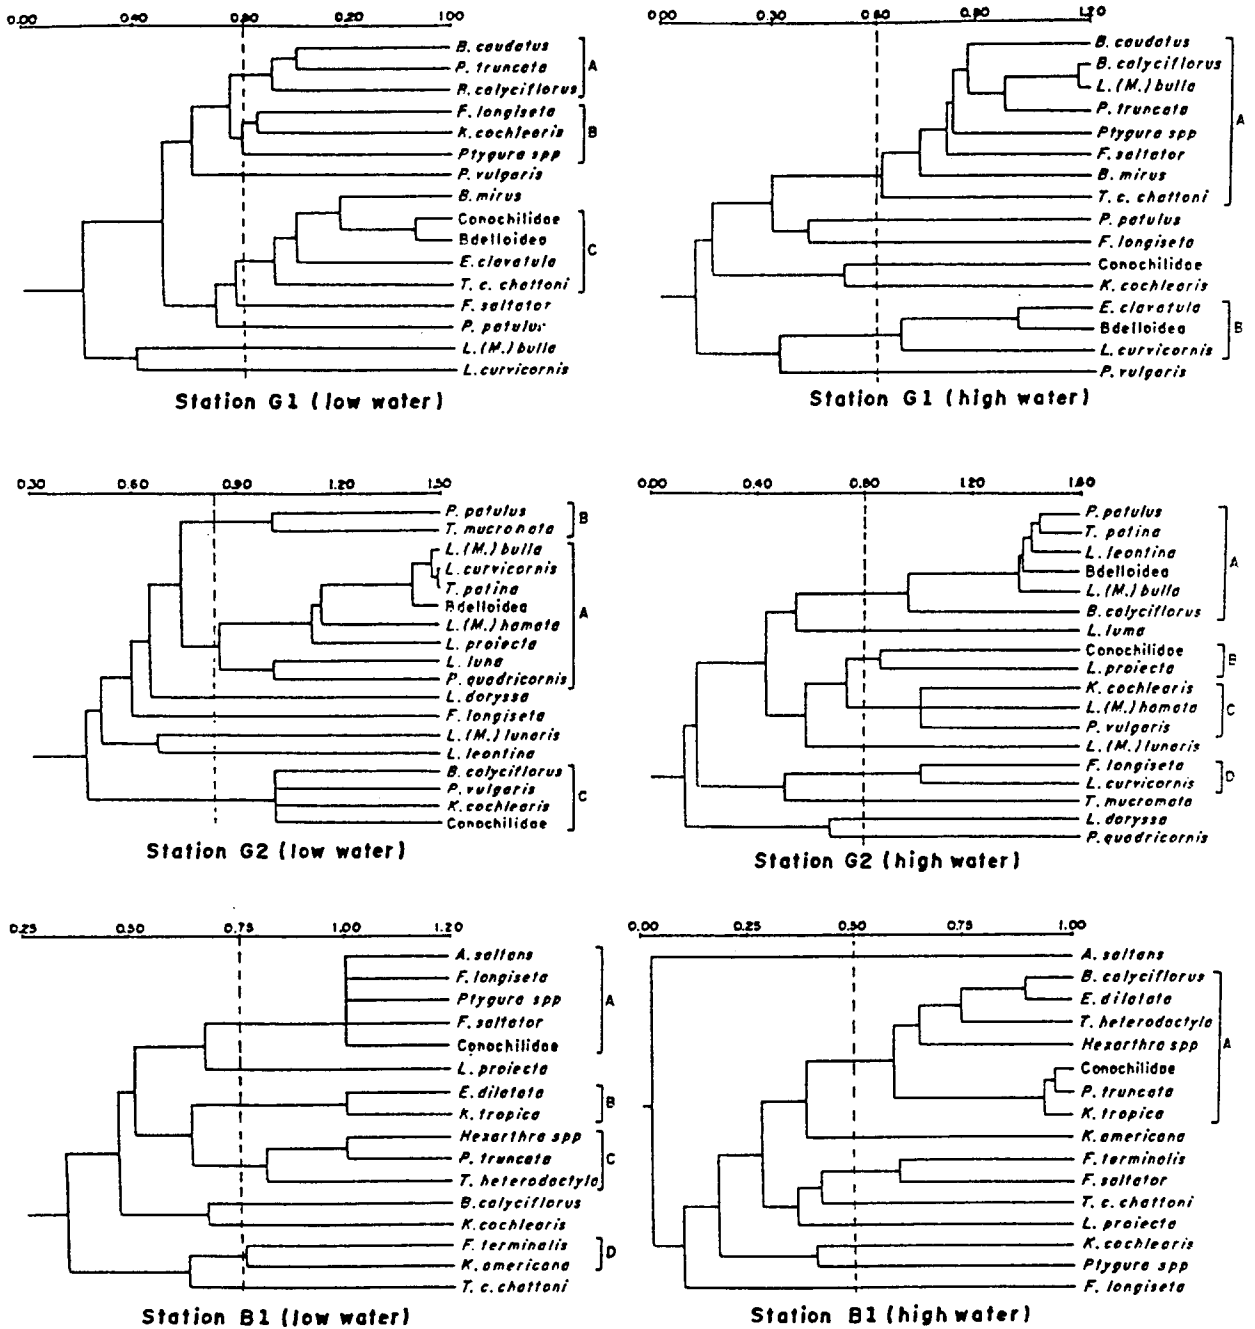 0.00 0.40 0.80 0.20 1.00
B. caudatus
P. truncata
B. calyciflorus
A
F. longiseta
K. cochlearis
Ptygura spp
B
P. vulgaris
B. mirus
Conochilidae
Bdelloidea
E. clavatula
T. c. chattoni
C
F. saltator
P. patulus
L. (M.) bulla
L. curvicornis
Station G1 (low water)
0.00 0.30 0.60 0.90 1.20
B. caudatus
B. calyciflorus
L. (M.) bulla
P. truncata
Ptygura spp
F. saltator
B. mirus
T. c. chattoni
A
P. patulus
F. longiseta
Conochilidae
K. cochlearis
E. clavatula
Bdelloidea
L. curvicornis
B
P. vulgaris
Station G1 (high water)
0.30 0.60 0.90 1.20 1.50
P. patulus
T. mucronata
B
L. (M.) bulla
L. curvicornis
T. patina
Bdelloidea
L. (M.) hamata
L. proiecta
L. luna
P. quadricornis
A
L. doryssa
F. longiseta
L. (M.) lunaris
L. leontina
B. calyciflorus
P. vulgaris
K. cochlearis
Conochilidae
C
Station G2 (low water)
0.00 0.40 0.80 1.20 1.60
P. patulus
T. patina
L. leontina
Bdelloidea
L. (M.) bulla
B. calyciflorus
A
L. luma
Conochilidae
L. proiecta
B
K. cochlearis
L. (M.) hamata
P. vulgaris
C
L. (M.) lunaris
F. longiseta
L. curvicornis
D
T. mucromata
L. doryssa
P. quadricornis
Station G2 (high water)
0.25 0.50 0.75 1.00 1.20
A. saltans
F. longiseta
Ptygura spp
F. saltator
Conochilidae
A
L. proiecta
E. dilatata
K. tropica
B
Hexarthra spp
P. truncata
T. heterodactyla
C
B. calyciflorus
K. cochlearis
F. terminalis
K. americana
D
T. c. chattoni
Station B1 (low water)
0.00 0.25 0.50 0.75 1.00
A. saltans
B. calyciflorus
E. dilatata
T. heterodactyla
Hexarthra spp
Conochilidae
P. truncata
K. tropica
A
K. americana
F. terminalis
F. saltator
T. c. chattoni
L. proiecta
K. cochlearis
Ptygura spp
F. longiseta
Station B1 (high water)